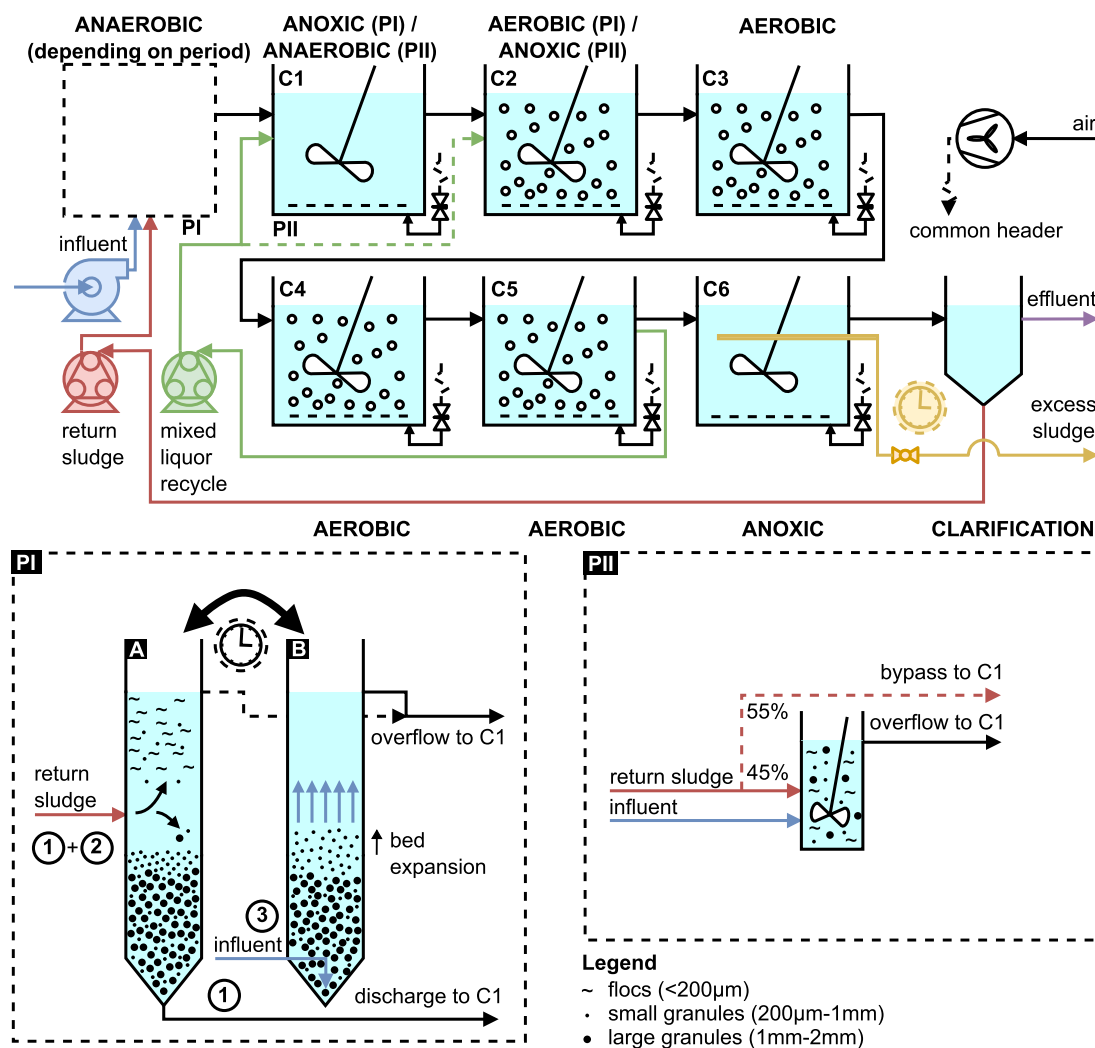 ANAEROBIC
(depending on period)
ANOXIC (PI) /
ANAEROBIC (PII)
AEROBIC (PI) /
ANOXIC (PII)
AEROBIC
C1
C2
C3
air
common header
PI
PII
influent
C4
C5
C6
effluent
return
sludge
mixed
liquor
recycle
excess
sludge
AEROBIC
AEROBIC
ANOXIC
CLARIFICATION
PI
A
B
overflow to C1
return
sludge
1 + 2
bed
expansion
3
influent
1
discharge to C1
PII
bypass to C1
55%
overflow to C1
return sludge
45%
influent
Legend
~ flocs (<200µm)
• small granules (200µm-1mm)
● large granules (1mm-2mm)